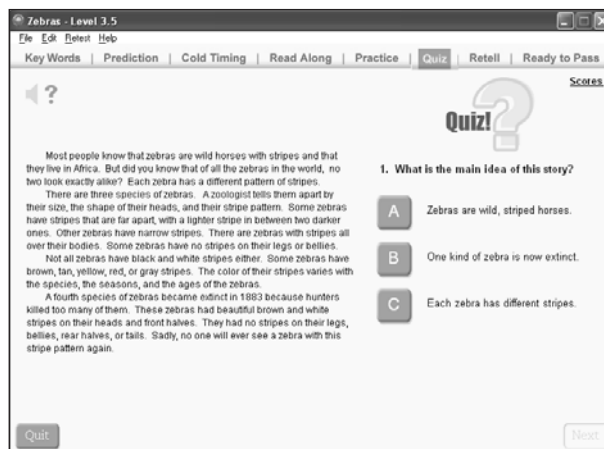 Zebras - Level 3.5
File Edit Retest Help
Key Words | Prediction | Cold Timing | Read Along | Practice | Quiz | Retell | Ready to Pass
Scores
?
Quiz!
Most people know that zebras are wild horses with stripes and that
they live in Africa. But did you know that of all the zebras in the world, no
two look exactly alike? Each zebra has a different pattern of stripes.
There are three species of zebras. A zoologist tells them apart by
their size, the shape of their heads, and their stripe pattern. Some zebras
have stripes that are far apart, with a lighter stripe in between two darker
ones. Other zebras have narrow stripes. There are zebras with stripes all
over their bodies. Some zebras have no stripes on their legs or bellies.
Not all zebras have black and white stripes either. Some zebras have
brown, tan, yellow, red, or gray stripes. The color of their stripes varies with
the species, the seasons, and the ages of the zebras.
A fourth species of zebras became extinct in 1883 because hunters
killed too many of them. These zebras had beautiful brown and white
stripes on their heads and front halves. They had no stripes on their legs,
bellies, rear halves, or tails. Sadly, no one will ever see a zebra with this
stripe pattern again.
1. What is the main idea of this story?
A Zebras are wild, striped horses.
B One kind of zebra is now extinct.
C Each zebra has different stripes.
Quit
Next